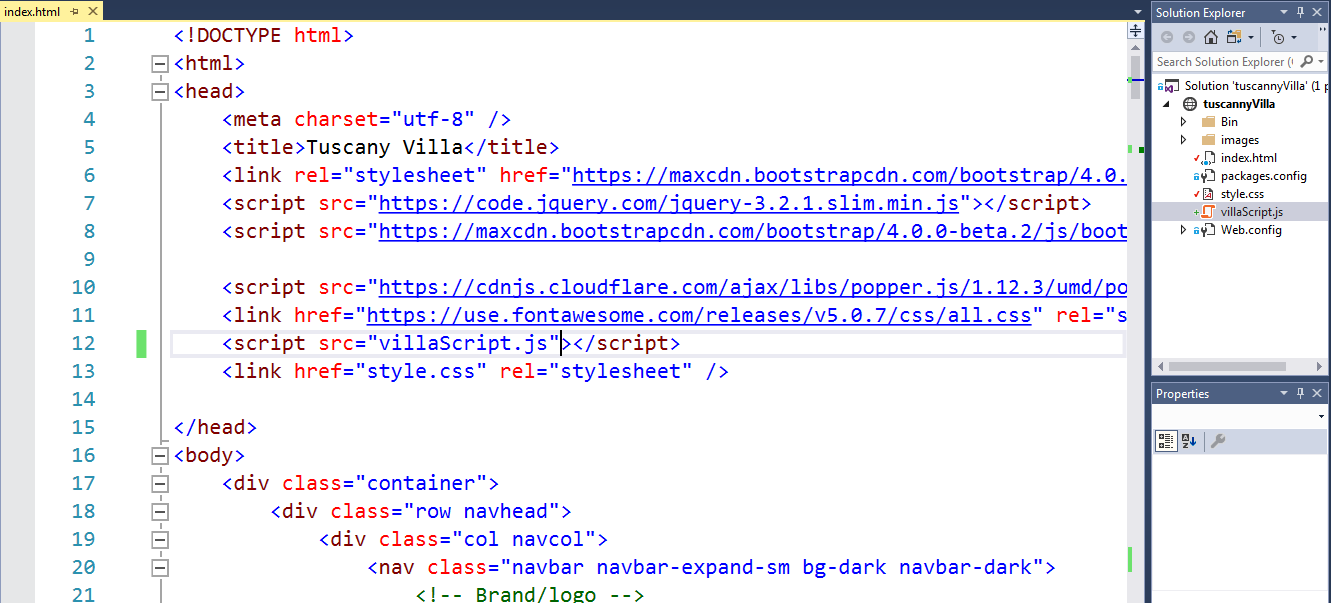 index.html
1 <!DOCTYPE html>
2 <html>
3 <head>
4 <meta charset="utf-8" />
5 <title>Tuscany Villa</title>
6 <link rel="stylesheet" href="https://maxcdn.bootstrapcdn.com/bootstrap/4.0.
7 <script src="https://code.jquery.com/jquery-3.2.1.slim.min.js"></script>
8 <script src="https://maxcdn.bootstrapcdn.com/bootstrap/4.0.0-beta.2/js/boot
9
10 <script src="https://cdnjs.cloudflare.com/ajax/libs/popper.js/1.12.3/umd/po
11 <link href="https://use.fontawesome.com/releases/v5.0.7/css/all.css" rel="s
12 <script src="villaScript.js"></script>
13 <link href="style.css" rel="stylesheet" />
14
15 </head>
16 <body>
17 <div class="container">
18 <div class="row navhead">
19 <div class="col navcol">
20 <nav class="navbar navbar-expand-sm bg-dark navbar-dark">
21 <!-- Brand/logo -->
Solution Explorer
Search Solution Explorer (
Solution 'tuscannyVilla' (1 p
tuscannyVilla
Bin
images
index.html
packages.config
style.css
villaScript.js
Web.config
Properties